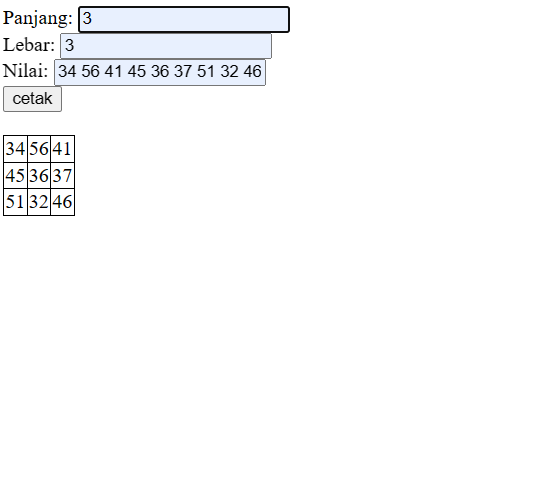 Panjang: 3
Lebar: 3
Nilai: 34 56 41 45 36 37 51 32 46
cetak
34 56 41
45 36 37
51 32 46